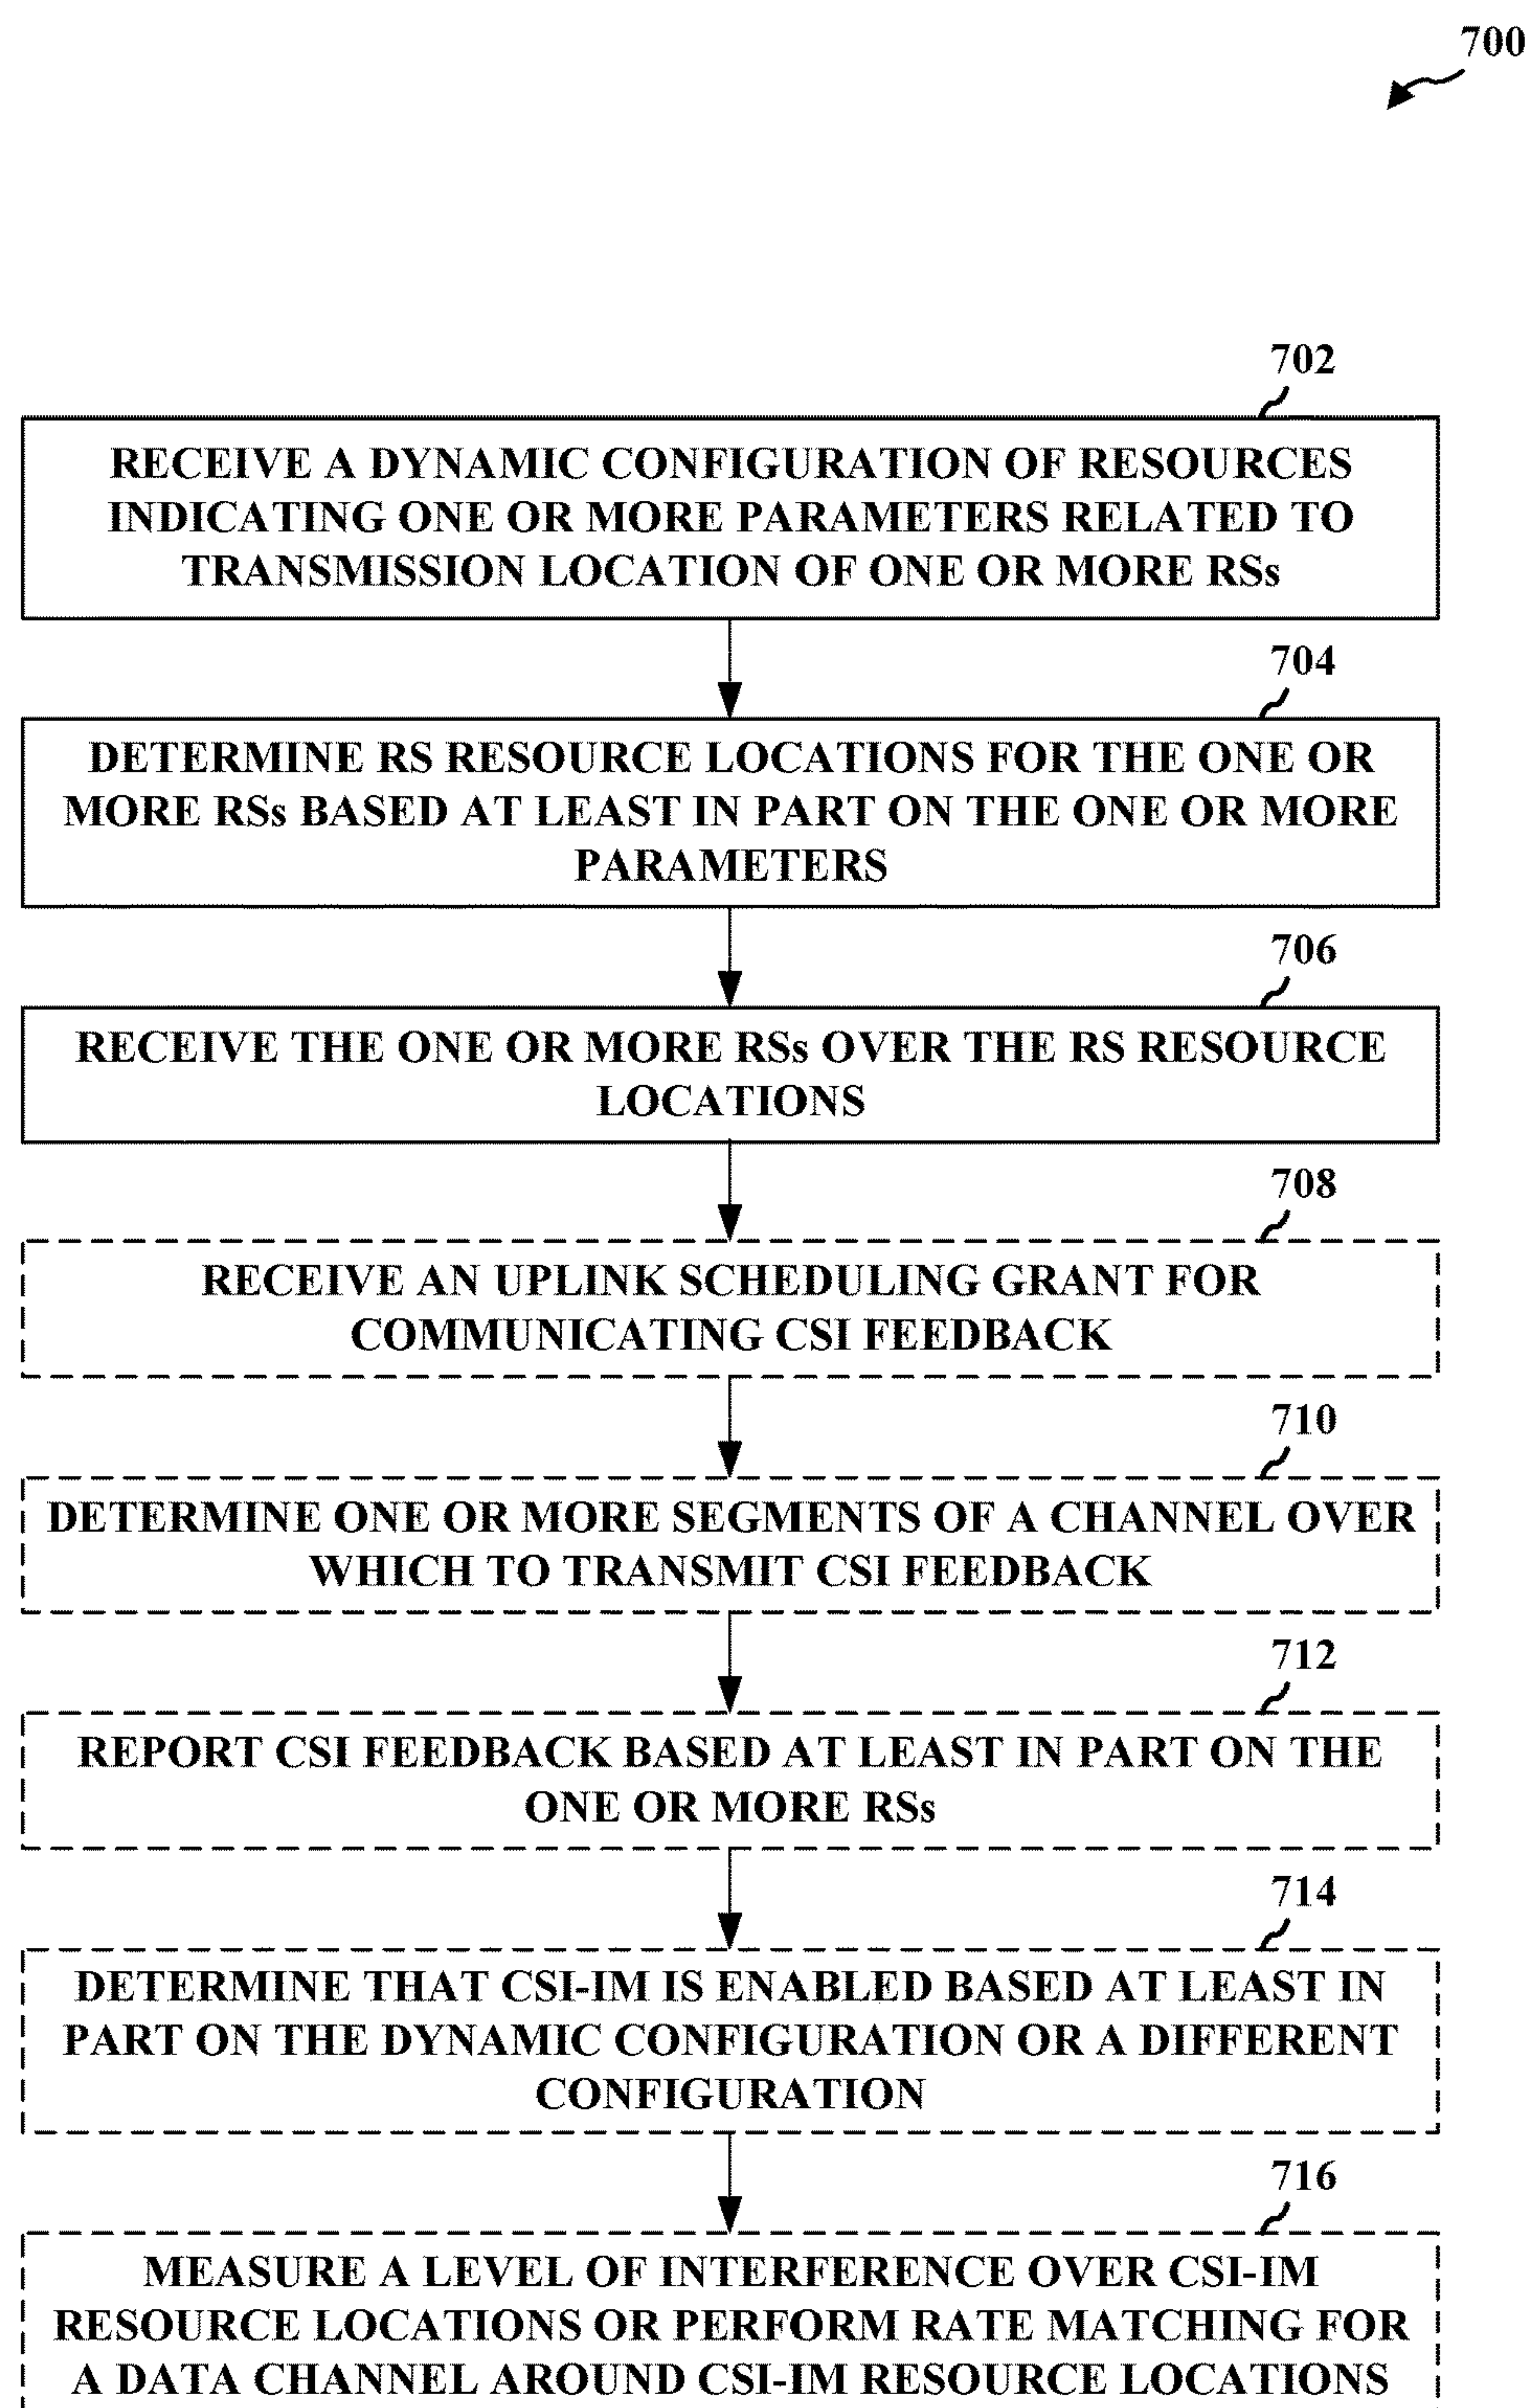 700
702
RECEIVE A DYNAMIC CONFIGURATION OF RESOURCES
INDICATING ONE OR MORE PARAMETERS RELATED TO
TRANSMISSION LOCATION OF ONE OR MORE RSs
704
DETERMINE RS RESOURCE LOCATIONS FOR THE ONE OR
MORE RSs BASED AT LEAST IN PART ON THE ONE OR MORE
PARAMETERS
706
RECEIVE THE ONE OR MORE RSs OVER THE RS RESOURCE
LOCATIONS
708
RECEIVE AN UPLINK SCHEDULING GRANT FOR
COMMUNICATING CSI FEEDBACK
710
DETERMINE ONE OR MORE SEGMENTS OF A CHANNEL OVER
WHICH TO TRANSMIT CSI FEEDBACK
712
REPORT CSI FEEDBACK BASED AT LEAST IN PART ON THE
ONE OR MORE RSs
714
DETERMINE THAT CSI-IM IS ENABLED BASED AT LEAST IN
PART ON THE DYNAMIC CONFIGURATION OR A DIFFERENT
CONFIGURATION
716
MEASURE A LEVEL OF INTERFERENCE OVER CSI-IM
RESOURCE LOCATIONS OR PERFORM RATE MATCHING FOR
A DATA CHANNEL AROUND CSI-IM RESOURCE LOCATIONS